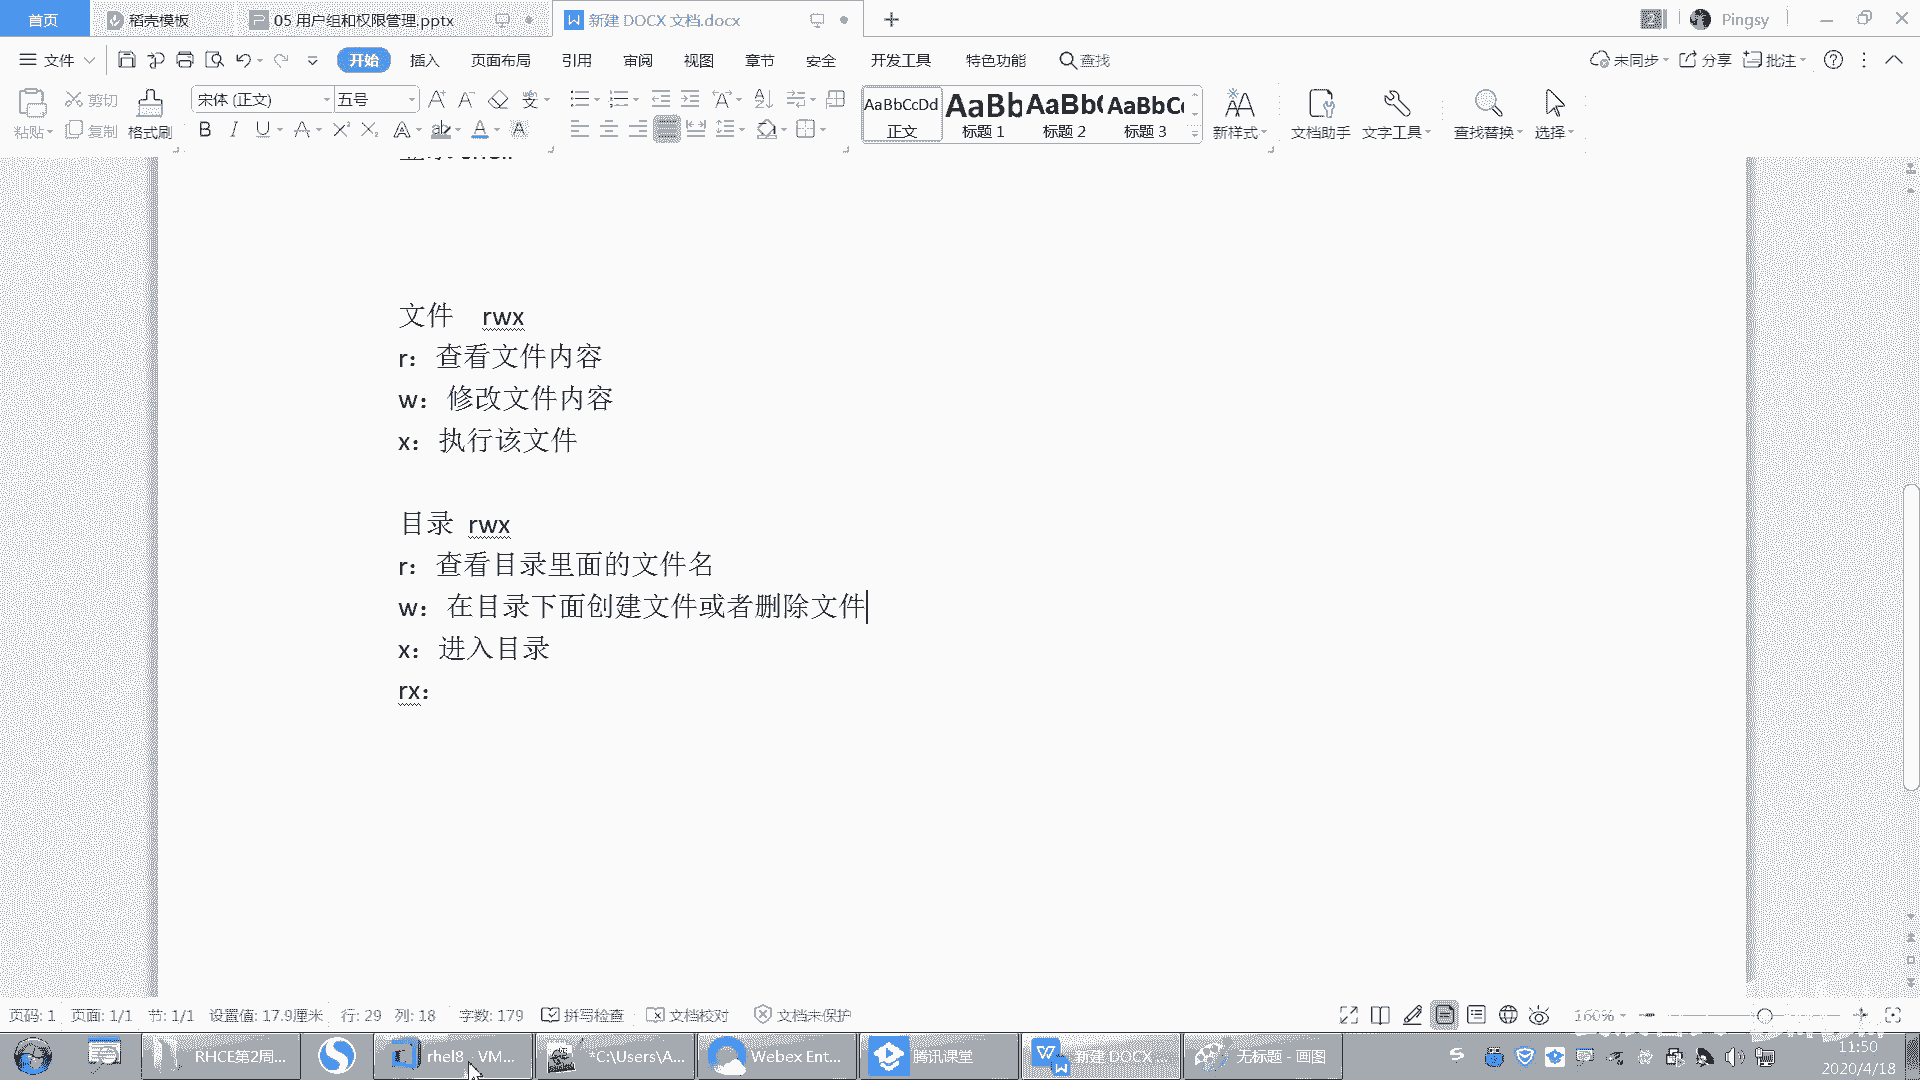 首页 稻壳模板 05 用户组和权限管理.pptx 新建 DOCX 文档.docx Pingsy
文件 开始 插入 页面布局 引用 审阅 视图 章节 安全 开发工具 特色功能 查找 未同步 分享 批注
粘贴 剪切 复制 格式刷 宋体 (正文) 五号 AaBbCcDd 正文 AaBb 标题 1 AaBb( 标题 2 AaBbC 标题 3 新样式 文档助手 文字工具 查找替换 选择
文件 rwx
r：查看文件内容
w：修改文件内容
x：执行该文件
目录 rwx
r：查看目录里面的文件名
w：在目录下面创建文件或者删除文件
x：进入目录
rx：
页码: 1 页面: 1/1 节: 1/1 设置值: 17.9厘米 行: 29 列: 18 字数: 179 拼写检查 文档校对 文档未保护 160%
RHCE第2周... rhel8 - VM... *C:\Users\A... Webex Ent... 腾讯课堂 新建 DOCX ... 无标题 - 画图 11:50
2020/4/18